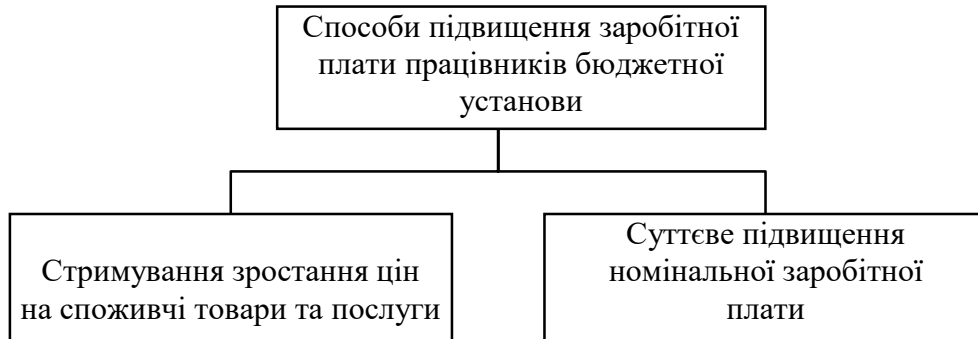 Способи підвищення заробітної
плати працівників бюджетної
установи
Стримування зростання цін
на споживчі товари та послуги
Суттєве підвищення
номінальної заробітної
плати